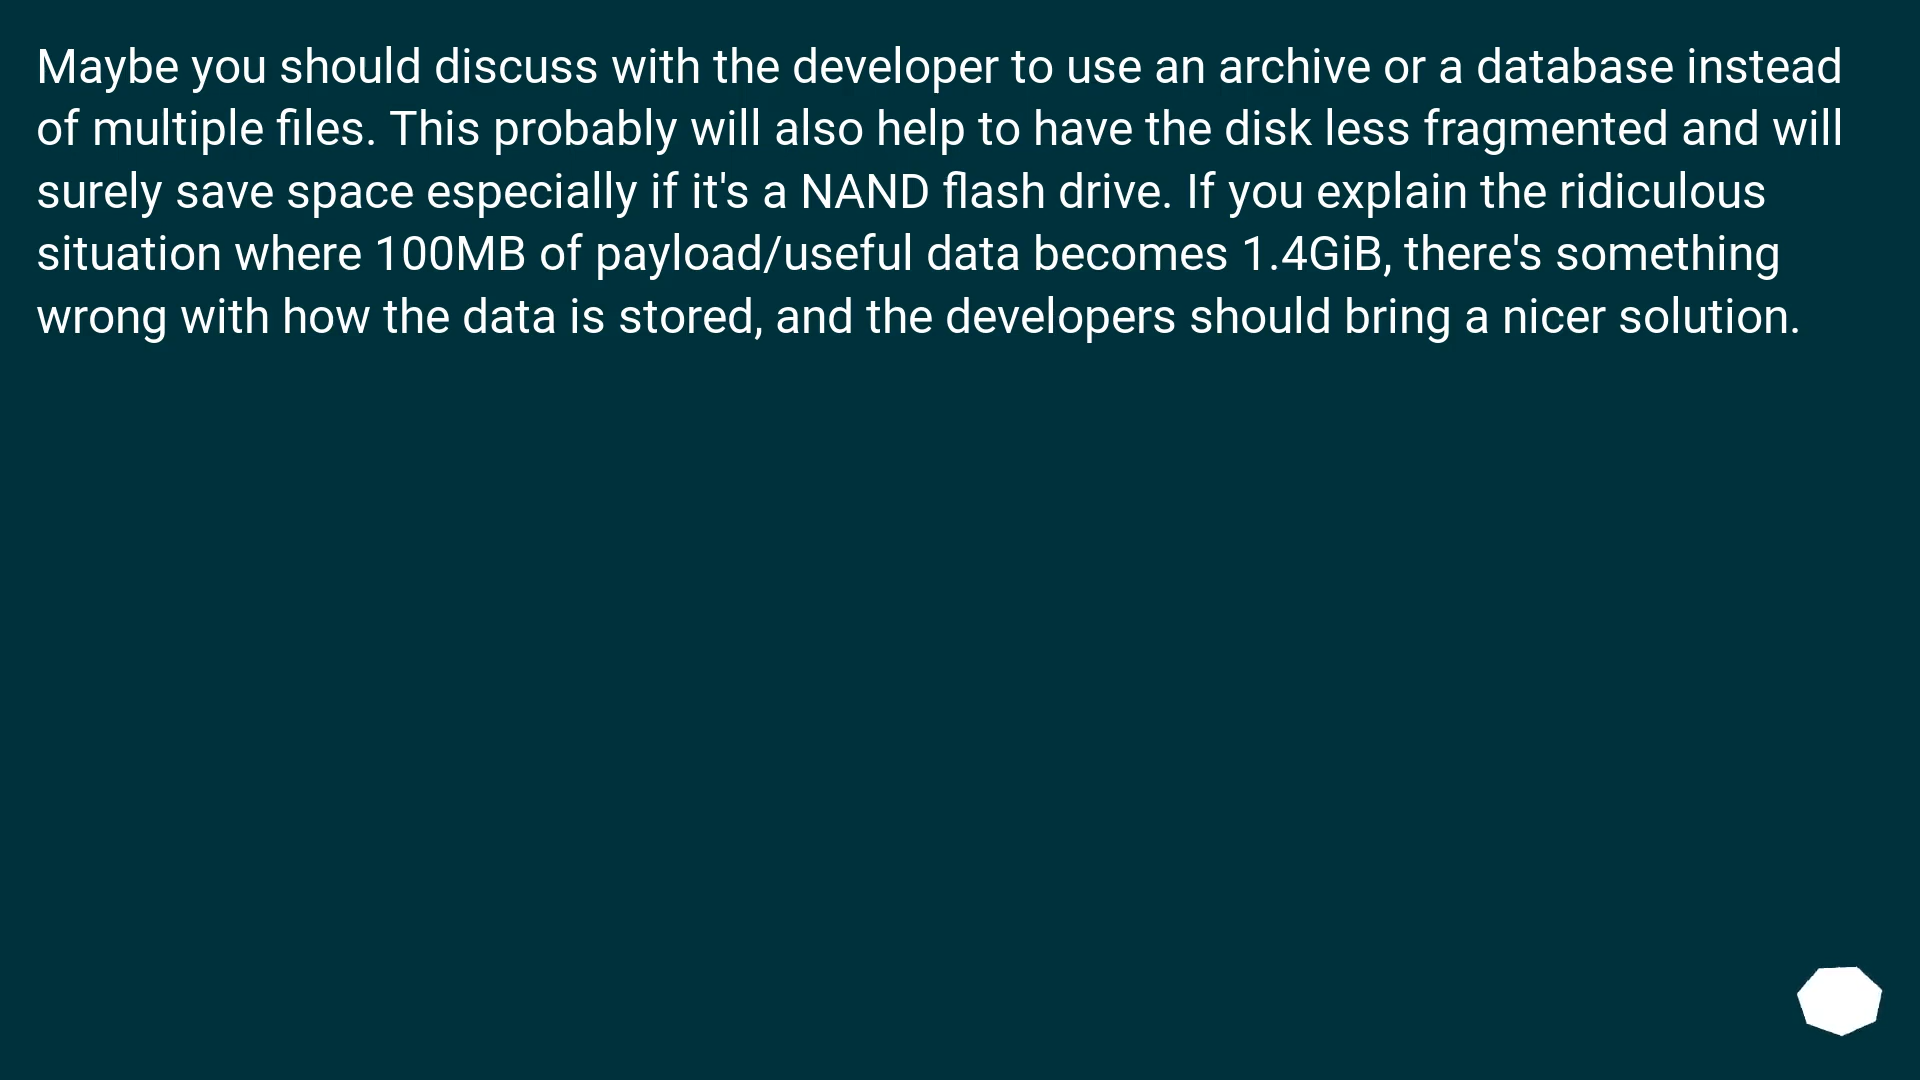 Maybe you should discuss with the developer to use an archive or a database instead
of multiple files. This probably will also help to have the disk less fragmented and will
surely save space especially if it's a NAND flash drive. If you explain the ridiculous
situation where 100MB of payload/useful data becomes 1.4GiB, there's something
wrong with how the data is stored, and the developers should bring a nicer solution.